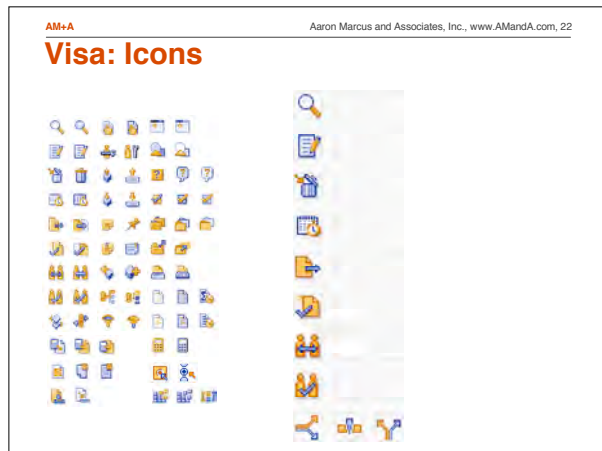 AM+A
Aaron Marcus and Associates, Inc., www.AMandA.com, 22
Visa: Icons